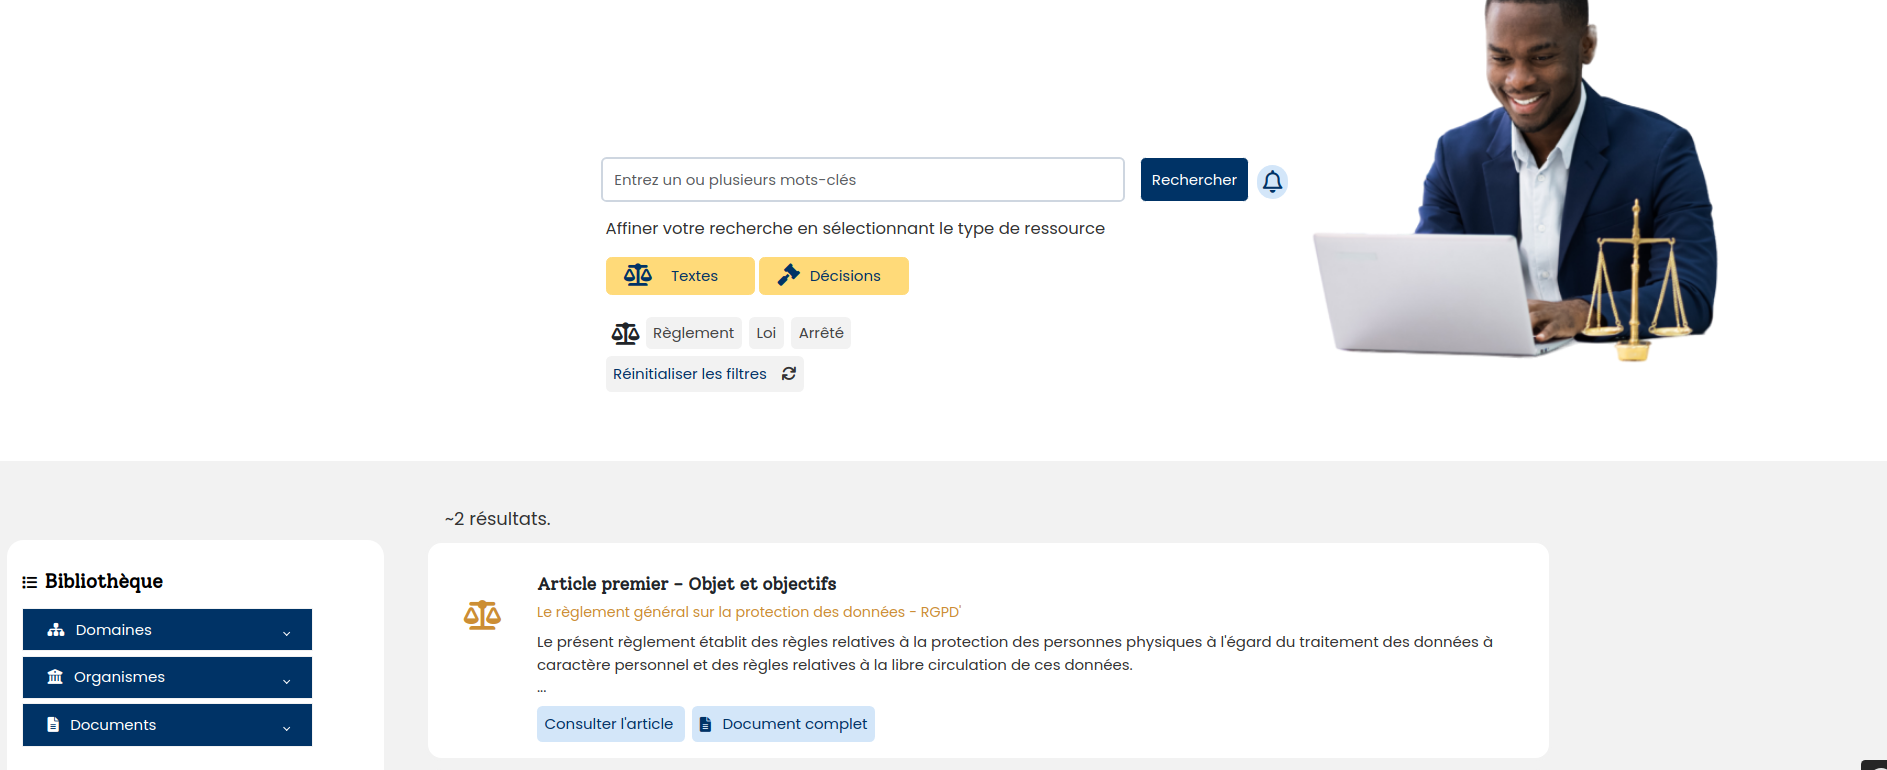 Entrez un ou plusieurs mots-clés
Rechercher
Affiner votre recherche en sélectionnant le type de ressource
Textes
Décisions
Règlement
Loi
Arrêté
Réinitialiser les filtres
~2 résultats.
Bibliothèque
Domaines
Organismes
Documents
Article premier - Objet et objectifs
Le règlement général sur la protection des données - RGPD'
Le présent règlement établit des règles relatives à la protection des personnes physiques à l'égard du traitement des données à
caractère personnel et des règles relatives à la libre circulation de ces données.
...
Consulter l'article
Document complet